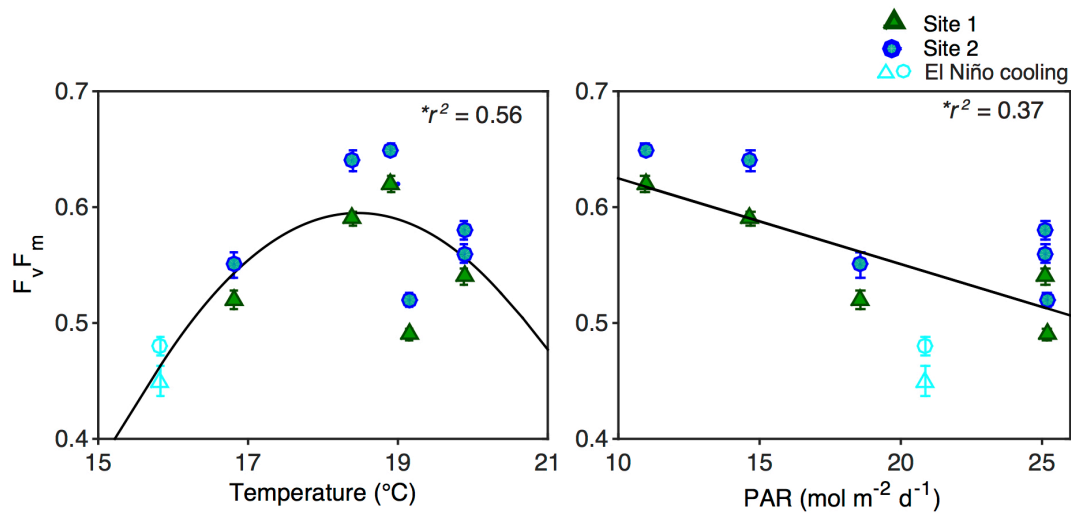 Site 1
Site 2
El Niño cooling
*r² = 0.56
*r² = 0.37
0.7
0.6
0.5
0.4
Fv Fm
15
17
19
21
Temperature (°C)
0.7
0.6
0.5
0.4
10
15
20
25
PAR (mol m⁻² d⁻¹)